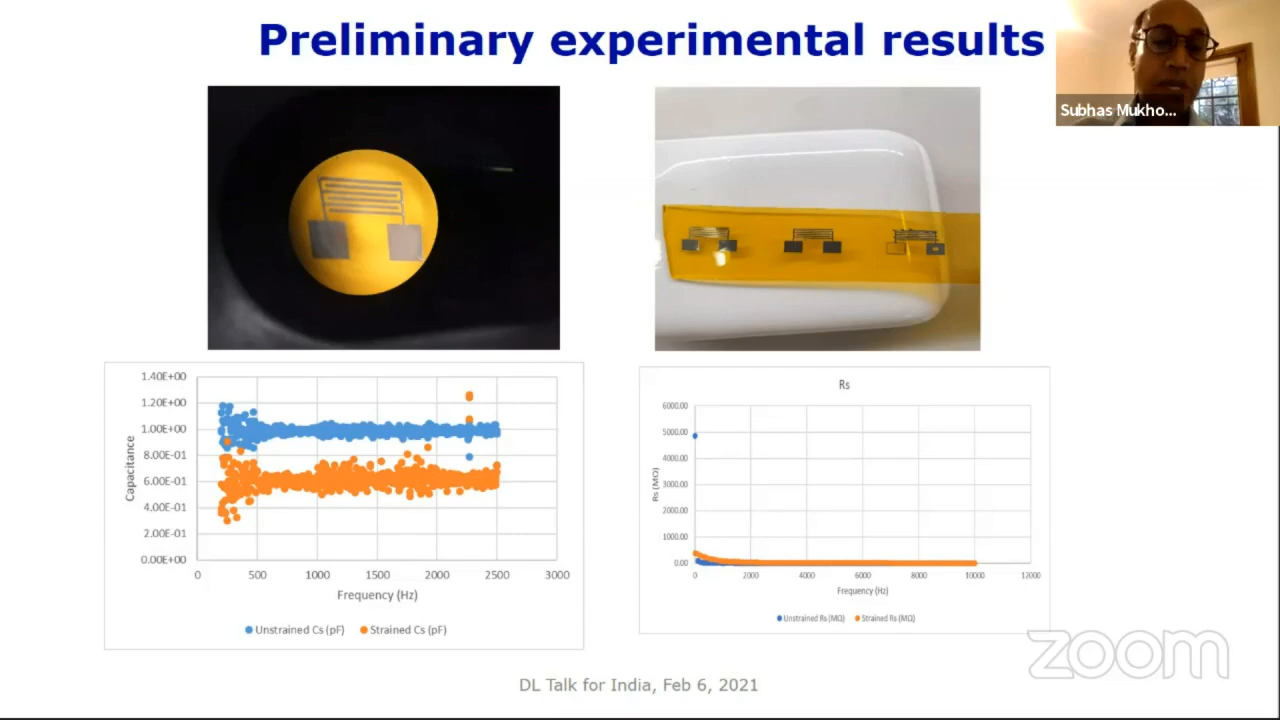 Preliminary experimental results
Subhas Mukho...
1.40E+00
1.20E+00
1.00E+00
8.00E-01
6.00E-01
4.00E-01
2.00E-01
0.00E+00
Capacitance
0
500
1000
1500
2000
2500
3000
Frequency (Hz)
Unstrained Cs (pF)
Strained Cs (pF)
Rs
6000.00
5000.00
4000.00
3000.00
2000.00
1000.00
0.00
Rs (MΩ)
0
2000
4000
6000
8000
10000
12000
Frequency (Hz)
Unstrained Rs (MΩ)
Strained Rs (MΩ)
zoom
DL Talk for India, Feb 6, 2021